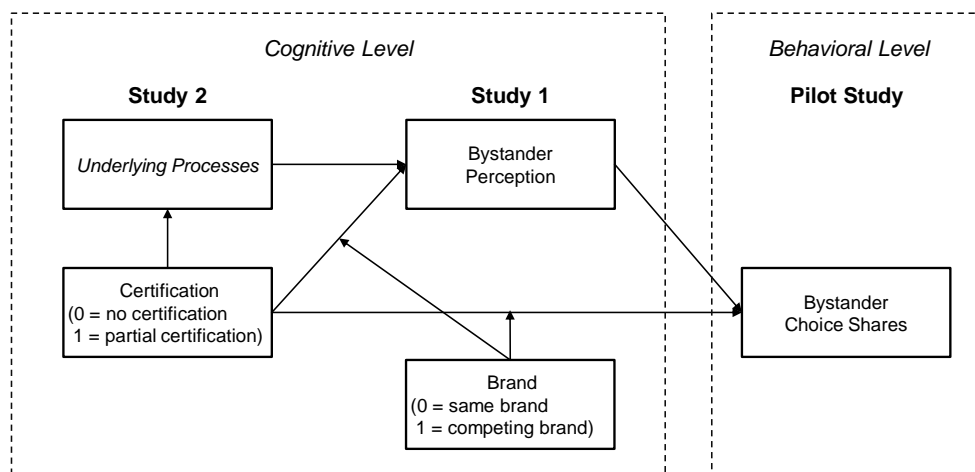 Cognitive Level
Behavioral Level
Study 2
Study 1
Pilot Study
Underlying Processes
Bystander
Perception
Certification
(0 = no certification
1 = partial certification)
Bystander
Choice Shares
Brand
(0 = same brand
1 = competing brand)